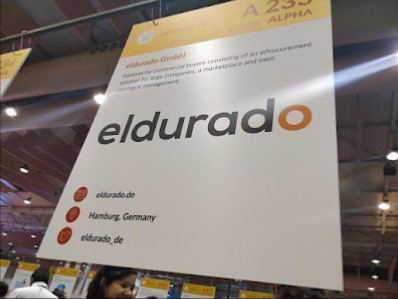 A 235
ALPHA
eldurado GmbH
Platform for commercial buyers consisting of an eProcurement
solution for large companies, a marketplace and own
catalogue management.
eldurado
eldurado.de
Hamburg, Germany
eldurado_de